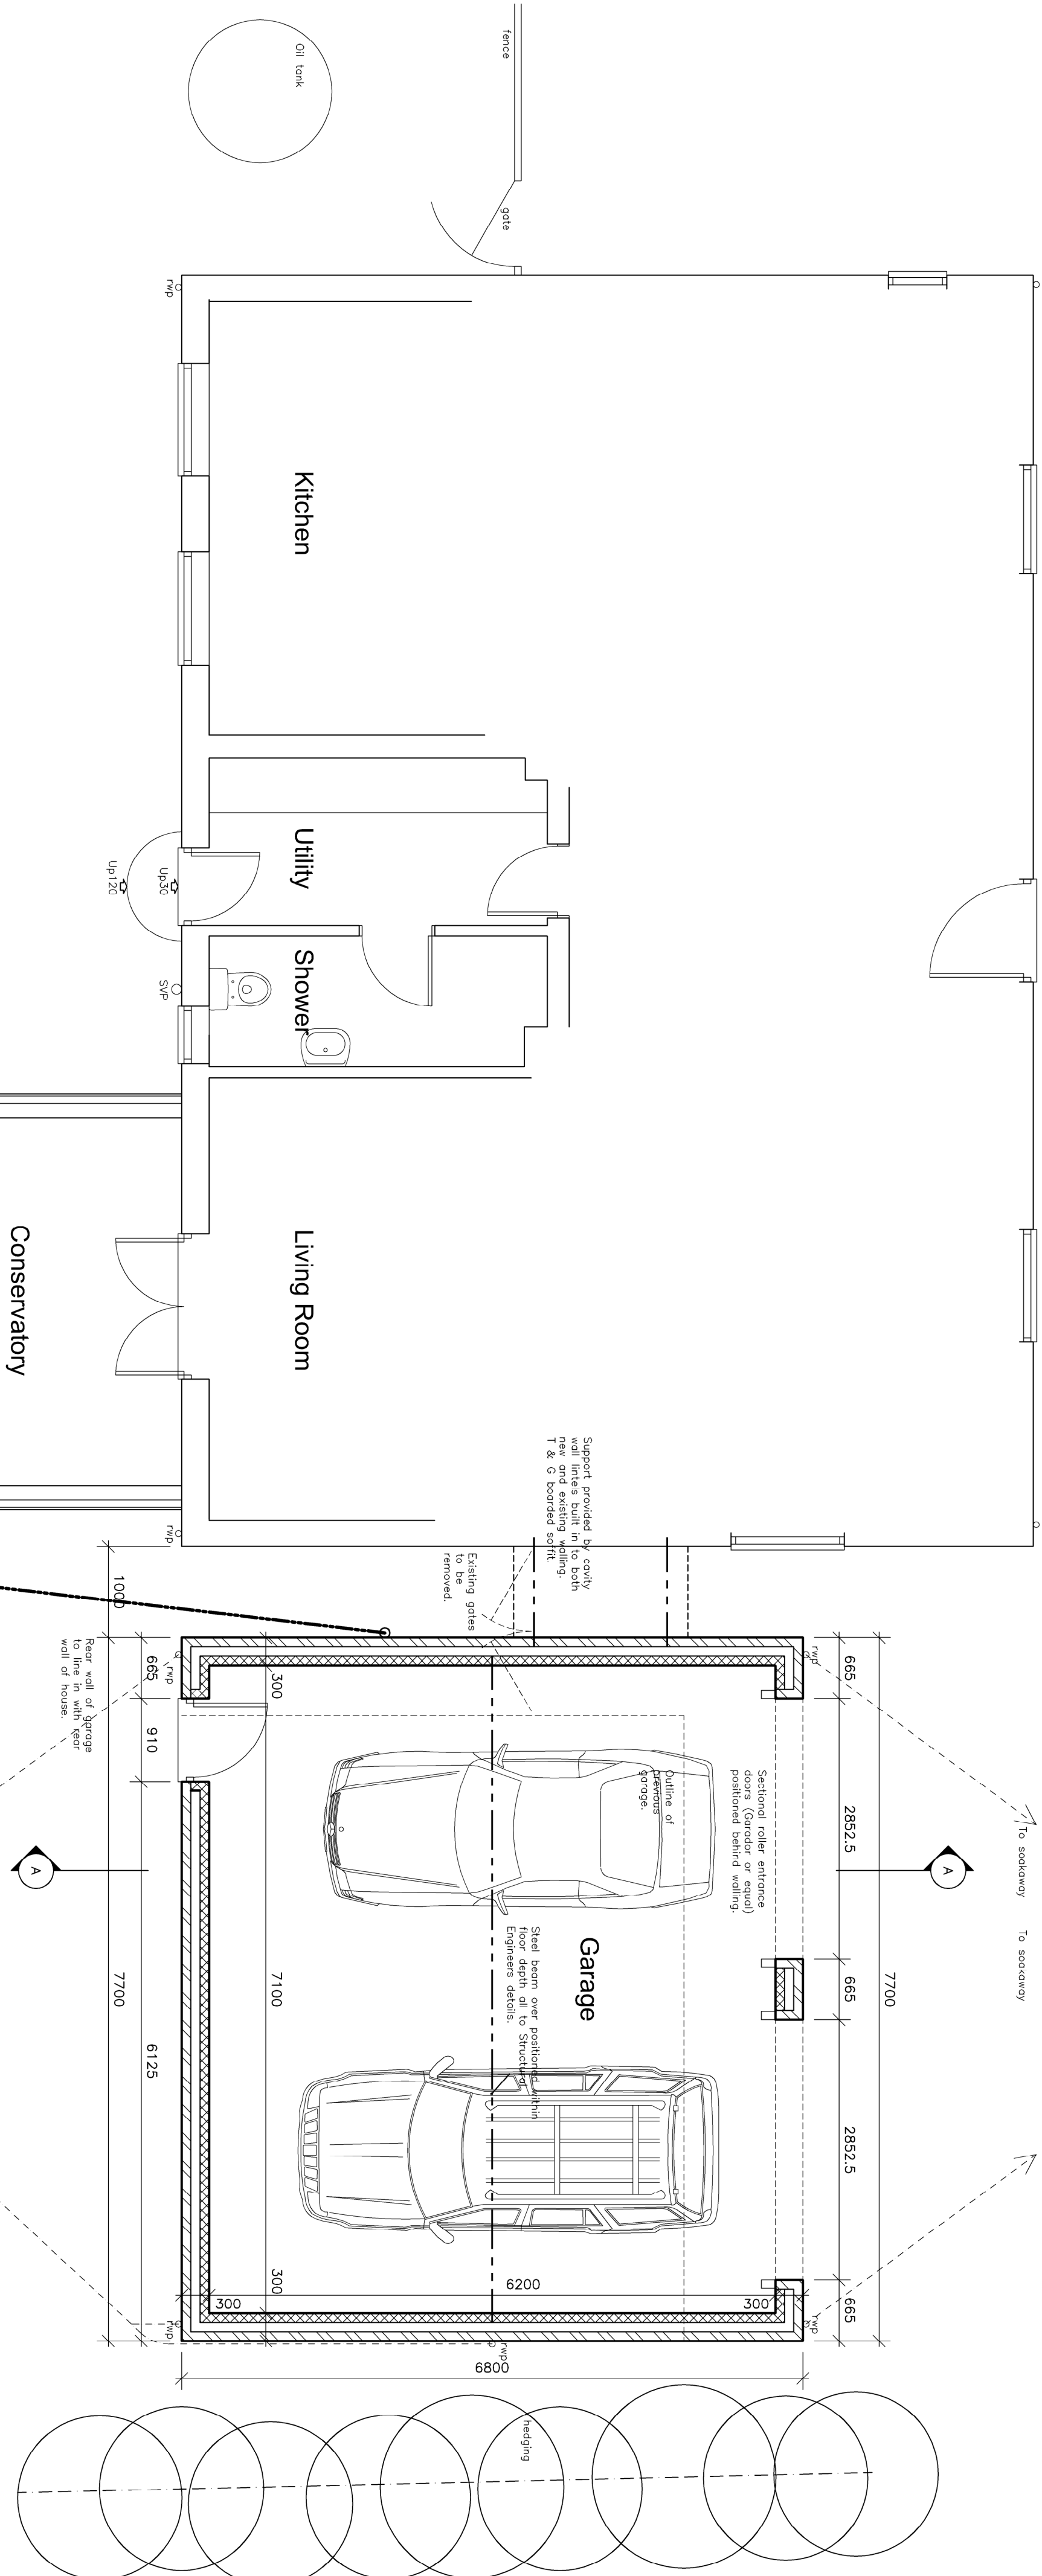 Oil tank
fence
gate
rwp
Kitchen
Utility
Up30
Up120
Shower
SVP
Living Room
Conservatory
rwp
Support provided by cavity
wall lintels built in to both
new and existing walling.
T & G boarded soffit.
Existing gates
to be
removed.
1000
Rear wall of garage
to line in with rear
wall of house.
rwp
rwp
665
910
6125
7700
300
7100
300
665
2852.5
665
2852.5
665
7700
Sectional roller entrance
doors (Garador or equal)
positioned behind walling.
Outline of
previous
garage.
Garage
Steel beam over positioned within
floor depth all to Structural
Engineers details.
A
A
To soakaway
To soakaway
300
6200
300
6800
rwp
rwp
rwp
hedging